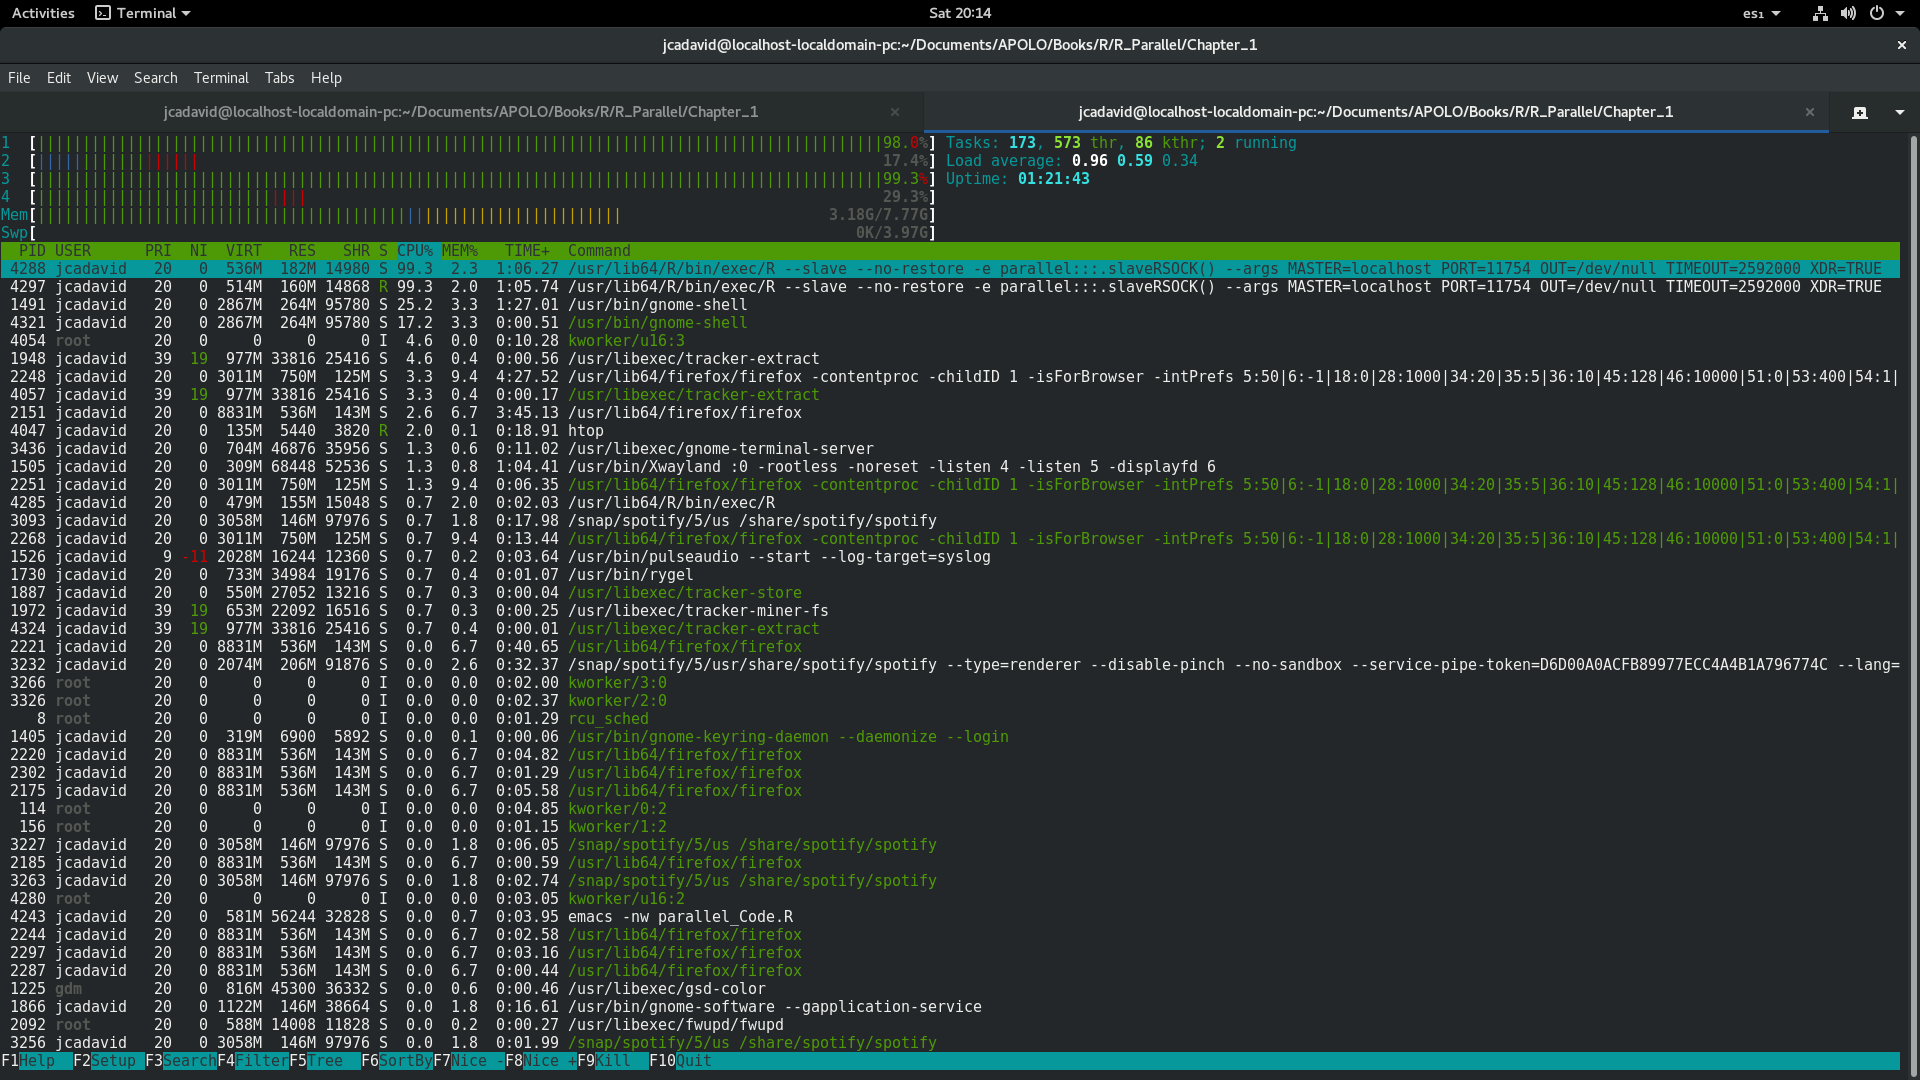 Activities Terminal Sat 20:14 es1
jcadavid@localhost-localdomain-pc:~/Documents/APOLO/Books/R/R_Parallel/Chapter_1
File Edit View Search Terminal Tabs Help
jcadavid@localhost-localdomain-pc:~/Documents/APOLO/Books/R/R_Parallel/Chapter_1 × jcadavid@localhost-localdomain-pc:~/Documents/APOLO/Books/R/R_Parallel/Chapter_1 ×
1 [98.0%] Tasks: 173, 573 thr, 86 kthr; 2 running
2 [17.4%] Load average: 0.96 0.59 0.34
3 [99.3%] Uptime: 01:21:43
4 [29.3%]
Mem[3.18G/7.77G]
Swp[0K/3.97G]
PID USER PRI NI VIRT RES SHR S CPU% MEM% TIME+ Command
4288 jcadavid 20 0 536M 182M 14980 S 99.3 2.3 1:06.27 /usr/lib64/R/bin/exec/R --slave --no-restore -e parallel:::.slaveRSOCK() --args MASTER=localhost PORT=11754 OUT=/dev/null TIMEOUT=2592000 XDR=TRUE
4297 jcadavid 20 0 514M 160M 14868 R 99.3 2.0 1:05.74 /usr/lib64/R/bin/exec/R --slave --no-restore -e parallel:::.slaveRSOCK() --args MASTER=localhost PORT=11754 OUT=/dev/null TIMEOUT=2592000 XDR=TRUE
1491 jcadavid 20 0 2867M 264M 95780 S 25.2 3.3 1:27.01 /usr/bin/gnome-shell
4321 jcadavid 20 0 2867M 264M 95780 S 17.2 3.3 0:00.51 /usr/bin/gnome-shell
4054 root 20 0 0 0 0 I 4.6 0.0 0:10.28 kworker/u16:3
1948 jcadavid 39 19 977M 33816 25416 S 4.6 0.4 0:00.56 /usr/libexec/tracker-extract
2248 jcadavid 20 0 3011M 750M 125M S 3.3 9.4 4:27.52 /usr/lib64/firefox/firefox -contentproc -childID 1 -isForBrowser -intPrefs 5:50|6:-1|18:0|28:1000|34:20|35:5|36:10|45:128|46:10000|51:0|53:400|54:1|
4057 jcadavid 39 19 977M 33816 25416 S 3.3 0.4 0:00.17 /usr/libexec/tracker-extract
2151 jcadavid 20 0 8831M 536M 143M S 2.6 6.7 3:45.13 /usr/lib64/firefox/firefox
4047 jcadavid 20 0 135M 5440 3820 R 2.0 0.1 0:18.91 htop
3436 jcadavid 20 0 704M 46876 35956 S 1.3 0.6 0:11.02 /usr/libexec/gnome-terminal-server
1505 jcadavid 20 0 309M 68448 52536 S 1.3 0.8 1:04.41 /usr/bin/Xwayland :0 -rootless -noreset -listen 4 -listen 5 -displayfd 6
2251 jcadavid 20 0 3011M 750M 125M S 1.3 9.4 0:06.35 /usr/lib64/firefox/firefox -contentproc -childID 1 -isForBrowser -intPrefs 5:50|6:-1|18:0|28:1000|34:20|35:5|36:10|45:128|46:10000|51:0|53:400|54:1|
4285 jcadavid 20 0 479M 155M 15048 S 0.7 2.0 0:02.03 /usr/lib64/R/bin/exec/R
3093 jcadavid 20 0 3058M 146M 97976 S 0.7 1.8 0:17.98 /snap/spotify/5/us /share/spotify/spotify
2268 jcadavid 20 0 3011M 750M 125M S 0.7 9.4 0:13.44 /usr/lib64/firefox/firefox -contentproc -childID 1 -isForBrowser -intPrefs 5:50|6:-1|18:0|28:1000|34:20|35:5|36:10|45:128|46:10000|51:0|53:400|54:1|
1526 jcadavid 9 -11 2028M 16244 12360 S 0.7 0.2 0:03.64 /usr/bin/pulseaudio --start --log-target=syslog
1730 jcadavid 20 0 733M 34984 19176 S 0.7 0.4 0:01.07 /usr/bin/rygel
1887 jcadavid 20 0 550M 27052 13216 S 0.7 0.3 0:00.04 /usr/libexec/tracker-store
1972 jcadavid 39 19 653M 22092 16516 S 0.7 0.3 0:00.25 /usr/libexec/tracker-miner-fs
4324 jcadavid 39 19 977M 33816 25416 S 0.7 0.4 0:00.01 /usr/libexec/tracker-extract
2221 jcadavid 20 0 8831M 536M 143M S 0.0 6.7 0:40.65 /usr/lib64/firefox/firefox
3232 jcadavid 20 0 2074M 206M 91876 S 0.0 2.6 0:32.37 /snap/spotify/5/usr/share/spotify/spotify --type=renderer --disable-pinch --no-sandbox --service-pipe-token=D6D00A0ACFB89977ECC4A4B1A796774C --lang=
3266 root 20 0 0 0 0 I 0.0 0.0 0:02.00 kworker/3:0
3326 root 20 0 0 0 0 I 0.0 0.0 0:02.37 kworker/2:0
8 root 20 0 0 0 0 I 0.0 0.0 0:01.29 rcu_sched
1405 jcadavid 20 0 319M 6900 5892 S 0.0 0.1 0:00.06 /usr/bin/gnome-keyring-daemon --daemonize --login
2220 jcadavid 20 0 8831M 536M 143M S 0.0 6.7 0:04.82 /usr/lib64/firefox/firefox
2302 jcadavid 20 0 8831M 536M 143M S 0.0 6.7 0:01.29 /usr/lib64/firefox/firefox
2175 jcadavid 20 0 8831M 536M 143M S 0.0 6.7 0:05.58 /usr/lib64/firefox/firefox
114 root 20 0 0 0 0 I 0.0 0.0 0:04.85 kworker/0:2
156 root 20 0 0 0 0 I 0.0 0.0 0:01.15 kworker/1:2
3227 jcadavid 20 0 3058M 146M 97976 S 0.0 1.8 0:06.05 /snap/spotify/5/us /share/spotify/spotify
2185 jcadavid 20 0 8831M 536M 143M S 0.0 6.7 0:00.59 /usr/lib64/firefox/firefox
3263 jcadavid 20 0 3058M 146M 97976 S 0.0 1.8 0:02.74 /snap/spotify/5/us /share/spotify/spotify
4280 root 20 0 0 0 0 I 0.0 0.0 0:03.05 kworker/u16:2
4243 jcadavid 20 0 581M 56244 32828 S 0.0 0.7 0:03.95 emacs -nw parallel_Code.R
2244 jcadavid 20 0 8831M 536M 143M S 0.0 6.7 0:02.58 /usr/lib64/firefox/firefox
2297 jcadavid 20 0 8831M 536M 143M S 0.0 6.7 0:03.16 /usr/lib64/firefox/firefox
2287 jcadavid 20 0 8831M 536M 143M S 0.0 6.7 0:00.44 /usr/lib64/firefox/firefox
1225 gdm 20 0 816M 45300 36332 S 0.0 0.6 0:00.46 /usr/libexec/gsd-color
1866 jcadavid 20 0 1122M 146M 38664 S 0.0 1.8 0:16.61 /usr/bin/gnome-software --gapplication-service
2092 root 20 0 588M 14008 11828 S 0.0 0.2 0:00.27 /usr/libexec/fwupd/fwupd
3256 jcadavid 20 0 3058M 146M 97976 S 0.0 1.8 0:01.99 /snap/spotify/5/us /share/spotify/spotify
F1Help F2Setup F3SearchF4FilterF5Tree F6SortByF7Nice -F8Nice +F9Kill F10Quit